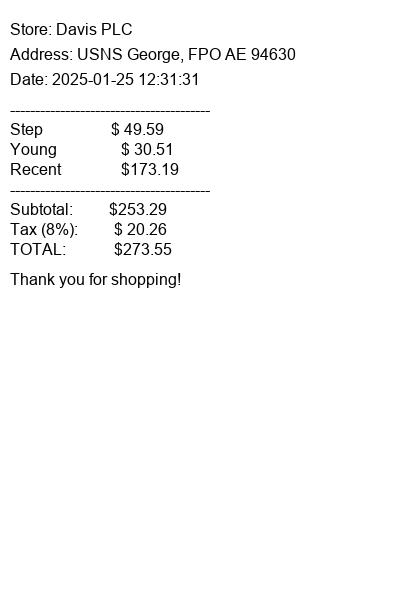 Store: Davis PLC
Address: USNS George, FPO AE 94630
Date: 2025-01-25 12:31:31
----------------------------------------
Step $ 49.59
Young $ 30.51
Recent $173.19
----------------------------------------
Subtotal: $253.29
Tax (8%): $ 20.26
TOTAL: $273.55
Thank you for shopping!